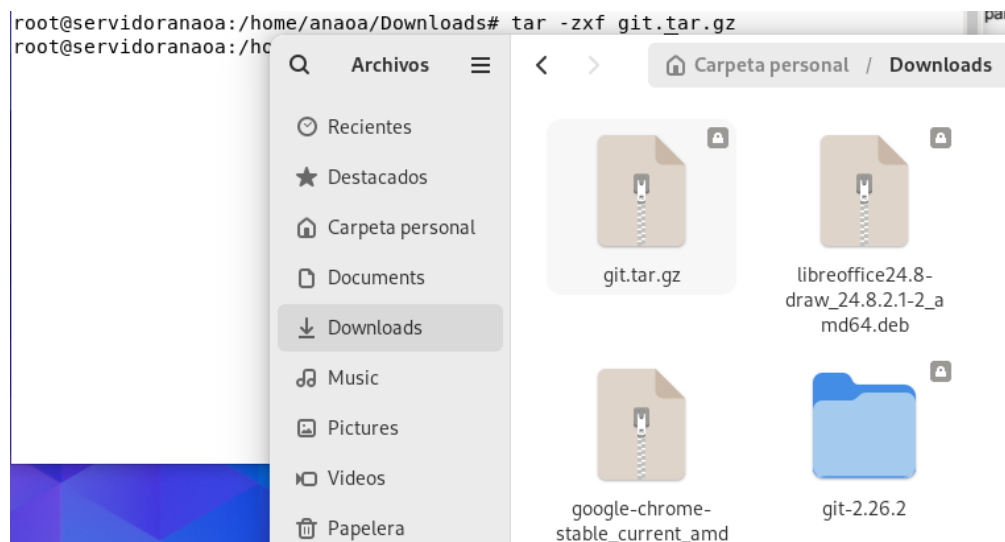 root@servidoranaoa:/home/anaoa/Downloads# tar -zxf git.tar.gz
root@servidoranaoa:/ho
Archivos
Carpeta personal / Downloads
Recientes
Destacados
Carpeta personal
Documents
Downloads
Music
Pictures
Videos
Papelera
git.tar.gz
libreoffice24.8-
draw_24.8.2.1-2_a
md64.deb
google-chrome-
stable_current_amd
git-2.26.2